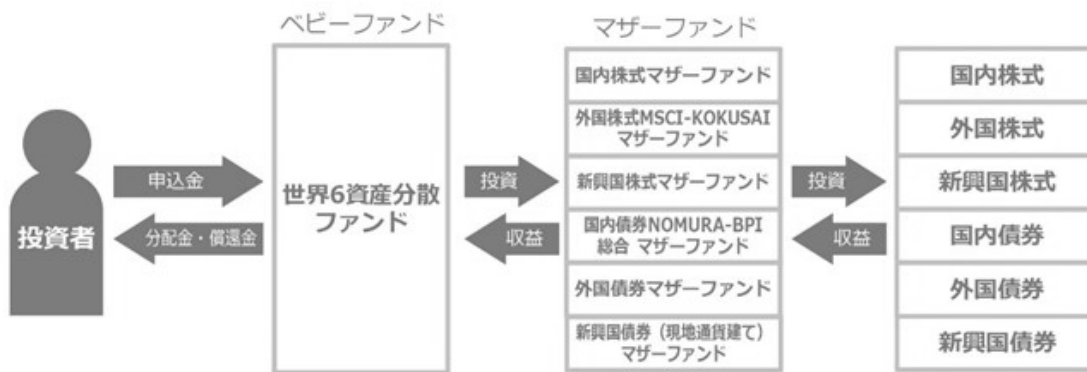 ベビーファンド
マザーファンド
投資者
申込金
分配金・償還金
世界6資産分散
ファンド
投資
収益
国内株式マザーファンド
外国株式MSCI-KOKUSAI
マザーファンド
新興国株式マザーファンド
国内債券NOMURA-BPI
総合 マザーファンド
外国債券マザーファンド
新興国債券（現地通貨建て）
マザーファンド
投資
収益
国内株式
外国株式
新興国株式
国内債券
外国債券
新興国債券